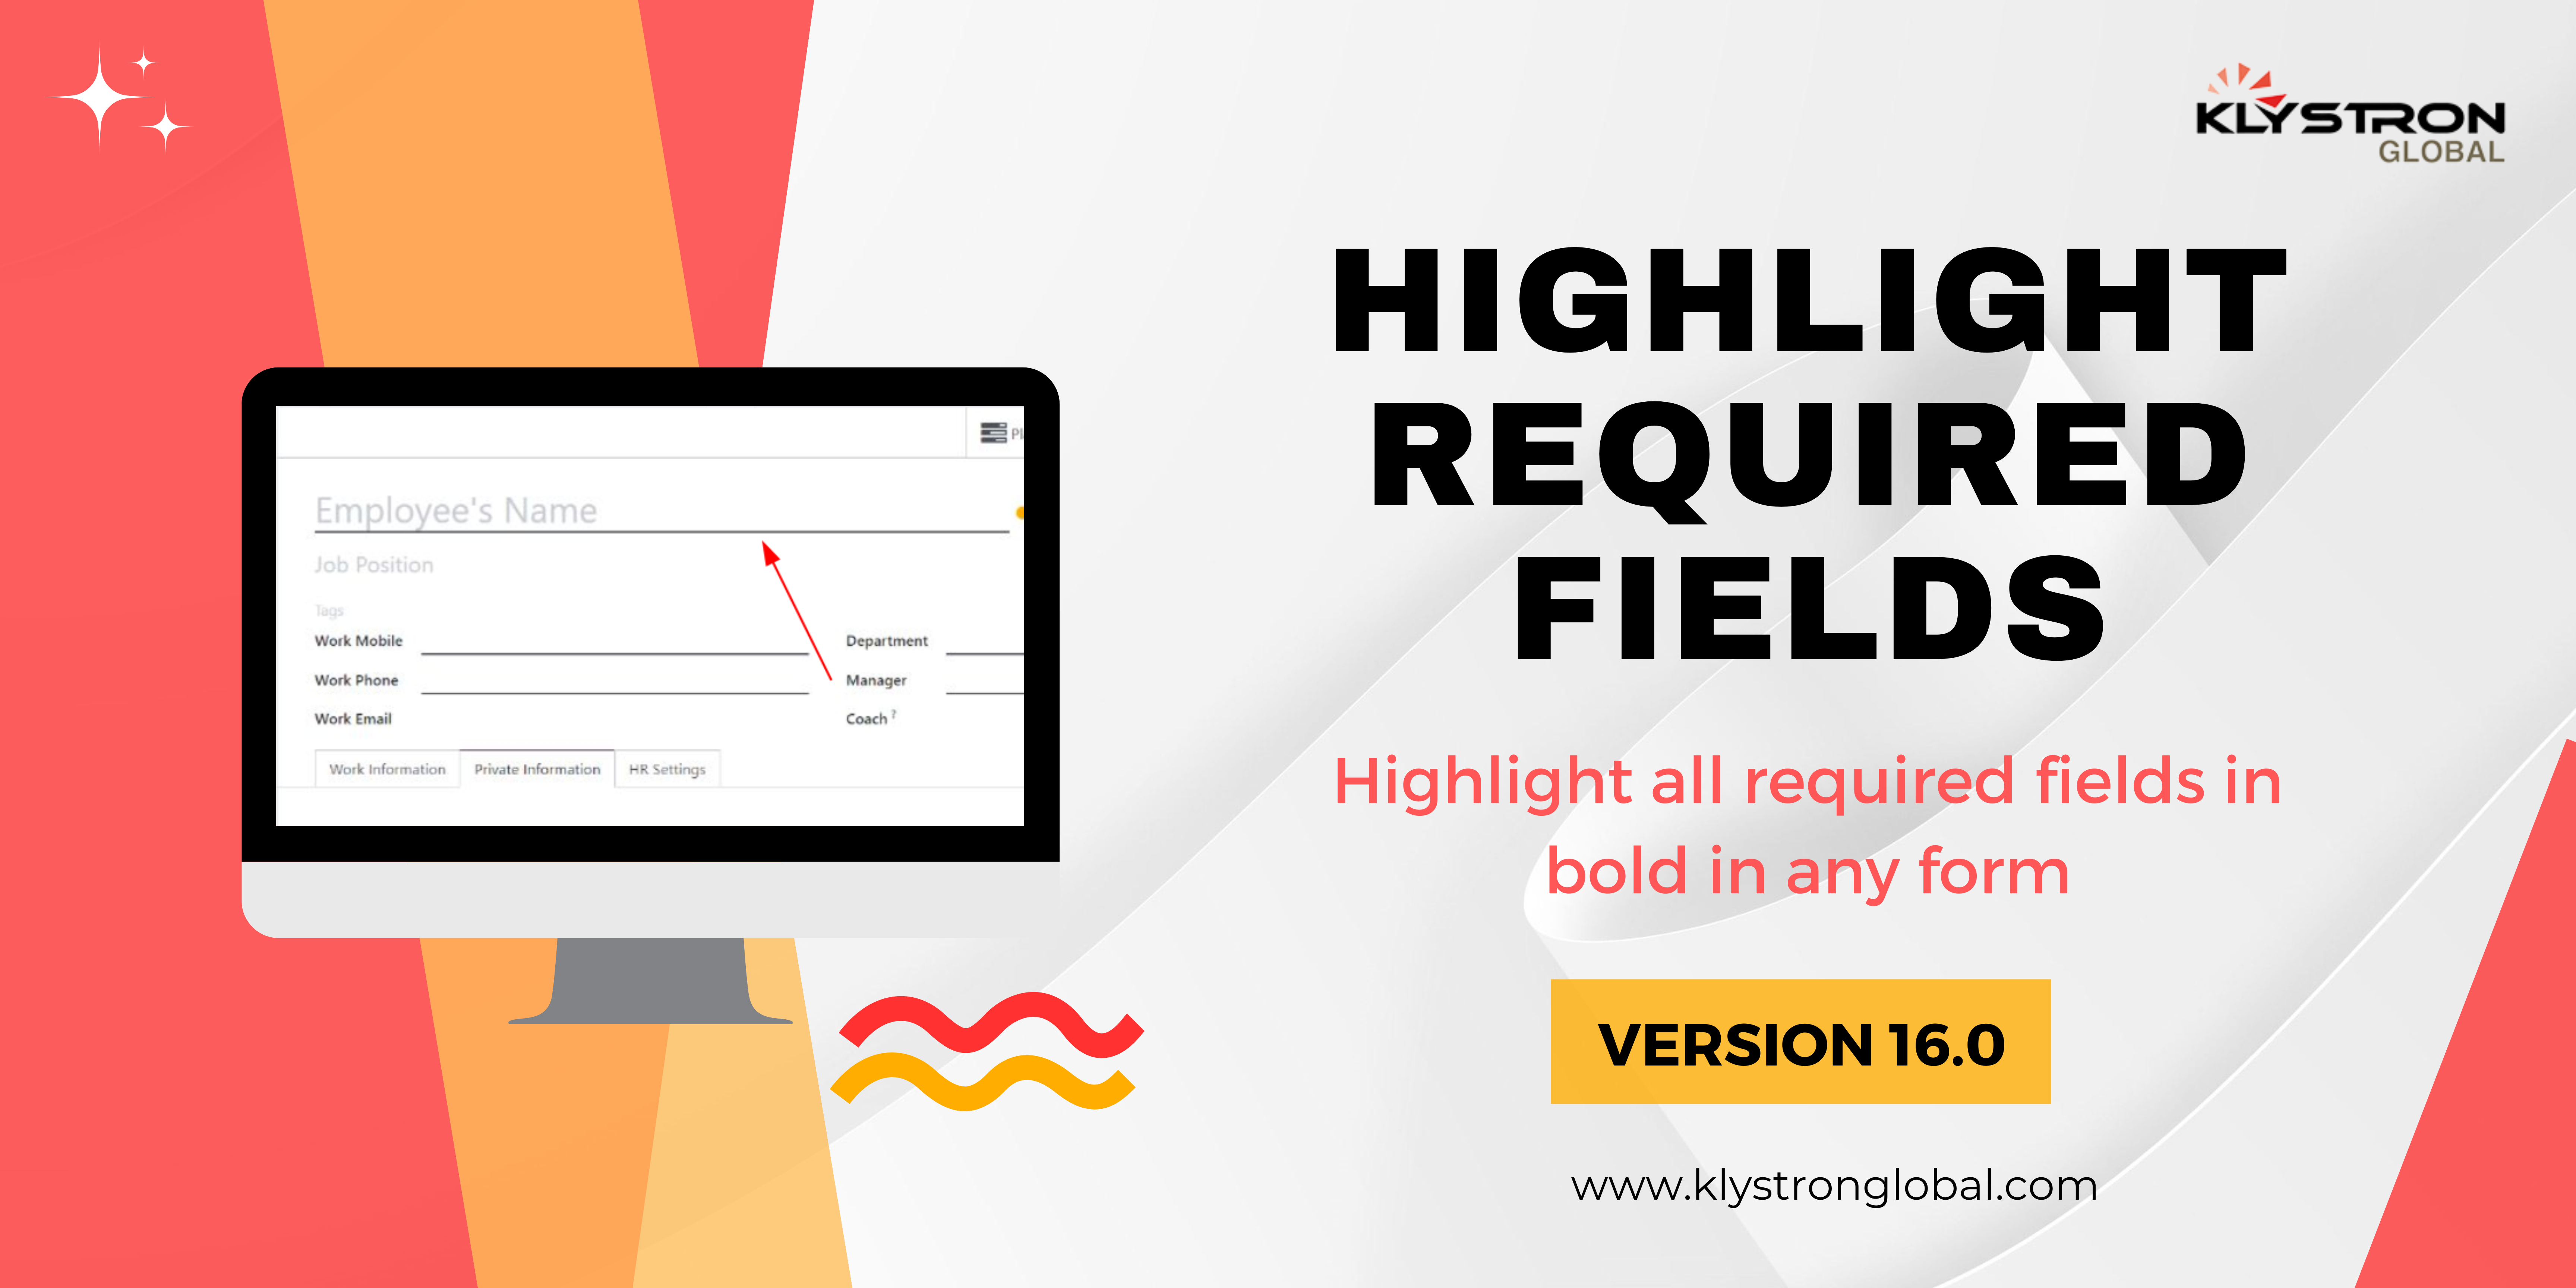 KLYSTRON
GLOBAL
HIGHLIGHT
REQUIRED
FIELDS
Highlight all required fields in
bold in any form
VERSION 16.0
www.klystronglobal.com
Employee's Name
Job Position
Tags
Work Mobile
Work Phone
Work Email
Department
Manager
Coach ?
Work Information Private Information HR Settings